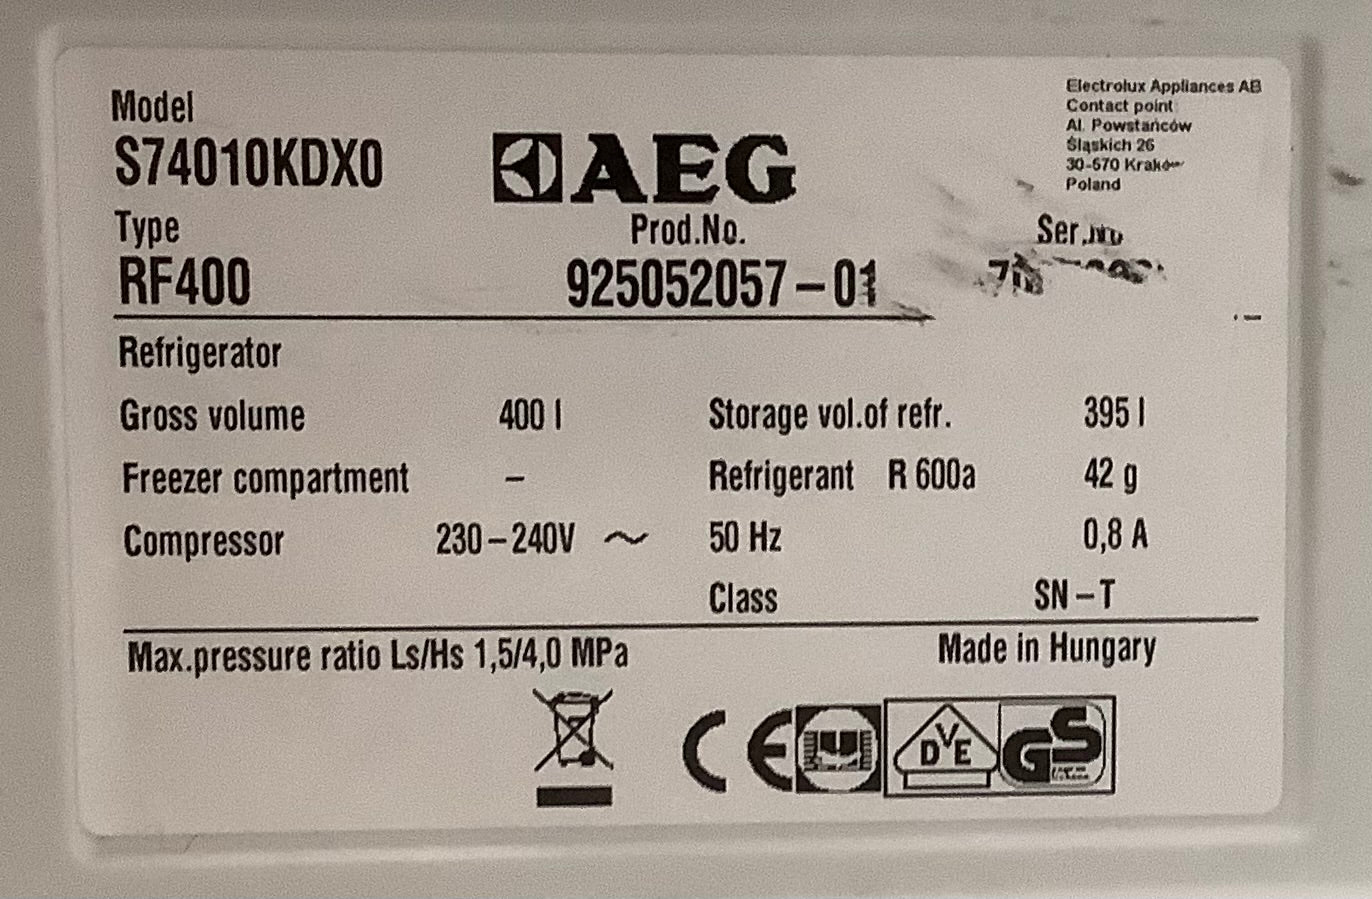 Electrolux Appliances AB
Contact point
Al. Powstańców
Śląskich 26
30-570 Kraków
Poland
Model
S74010KDX0
AEG
Type
Prod.No.
Ser.No
RF400
925052057-01
Refrigerator
Gross volume 400 l Storage vol.of refr. 395 l
Freezer compartment – Refrigerant R 600a 42 g
Compressor 230-240V ~ 50 Hz 0,8 A
Class SN-T
Max.pressure ratio Ls/Hs 1,5/4,0 MPa Made in Hungary
CE
DVE
GS